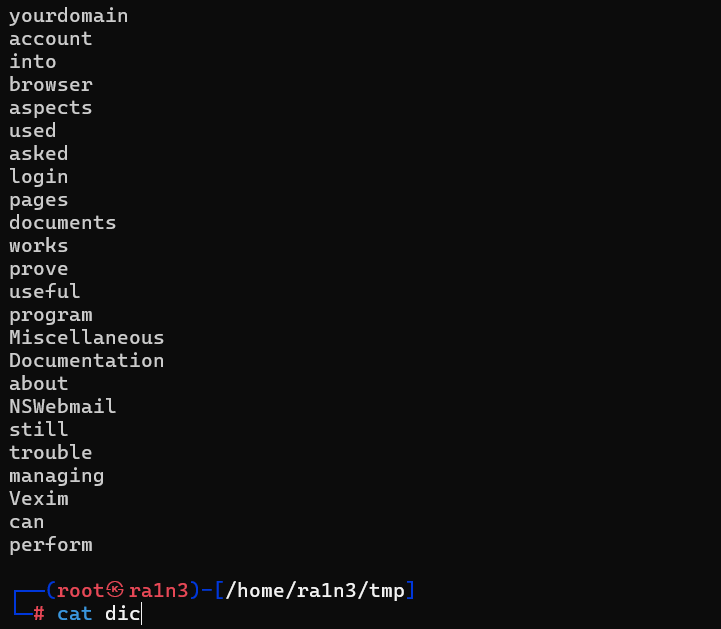 yourdomain
account
into
browser
aspects
used
asked
login
pages
documents
works
prove
useful
program
Miscellaneous
Documentation
about
NSWebmail
still
trouble
managing
Vexim
can
perform
┌──(root㉿ra1n3)-[/home/ra1n3/tmp]
└─# cat dic